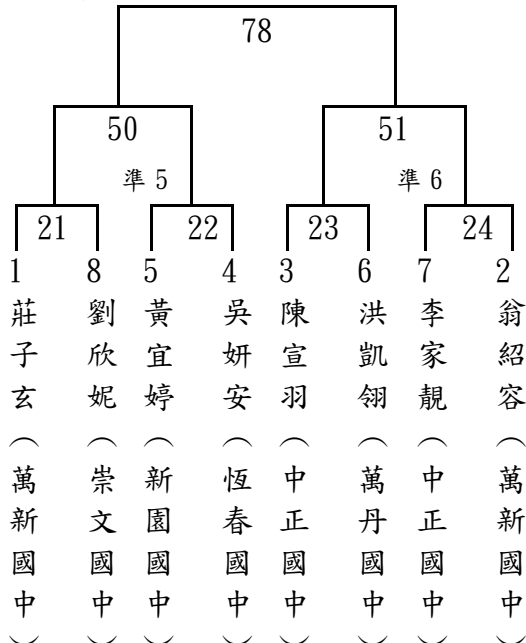 78
50
51
準 5
準 6
21
22
23
24
1
8
5
4
3
6
7
2
莊子玄（萬新國中）
劉欣妮（崇文國中）
黃宜婷（新園國中）
吳妍安（恆春國中）
陳宣羽（中正國中）
洪凱翎（萬丹國中）
李家靚（中正國中）
翁紹容（萬新國中）